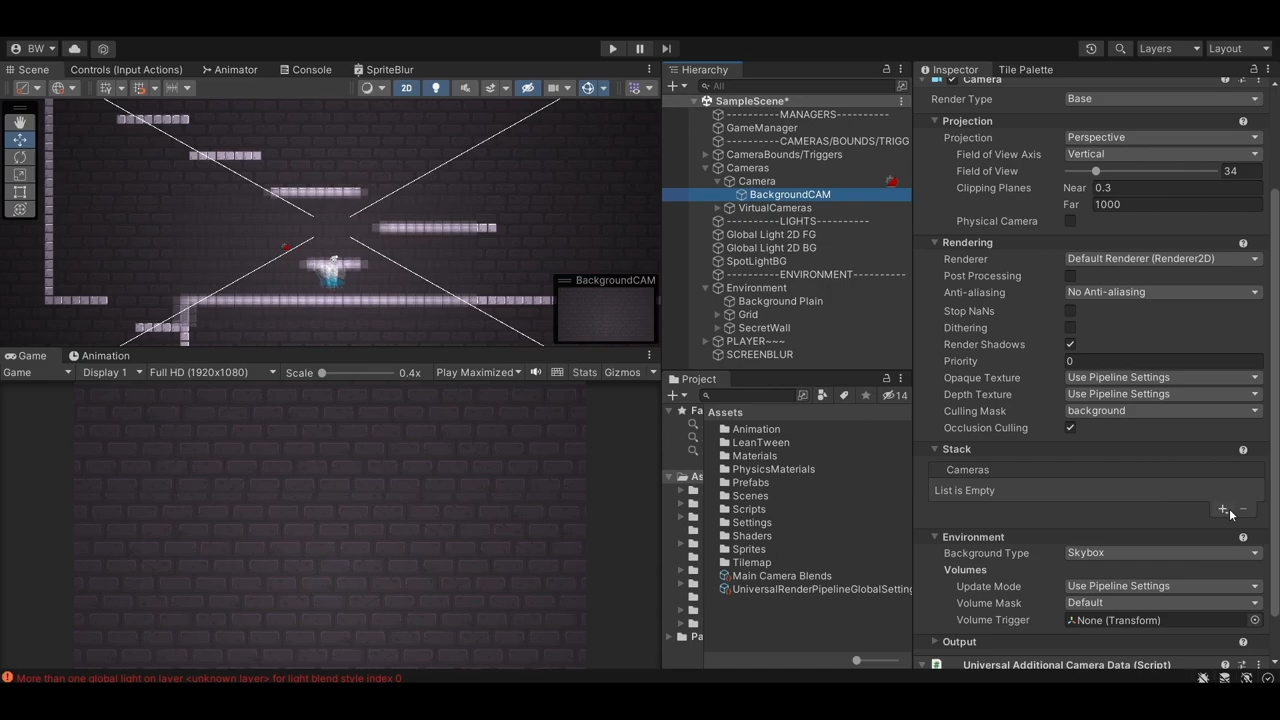 BW
Layers
Layout
Scene
Controls (Input Actions)
Animator
Console
SpriteBlur
2D
BackgroundCAM
Game
Animation
Game
Display 1
Full HD (1920x1080)
Scale
0.4x
Play Maximized
Stats
Gizmos
Hierarchy
All
SampleScene*
----------MANAGERS---------
GameManager
----------CAMERAS/BOUNDS/TRIGG
CameraBounds/Triggers
Cameras
Camera
BackgroundCAM
VirtualCameras
----------LIGHTS---------
Global Light 2D FG
Global Light 2D BG
SpotLightBG
----------ENVIRONMENT---------
Environment
Background Plain
Grid
SecretWall
PLAYER~~~
SCREENBLUR
Project
14
Fa
As
Pa
Assets
Animation
LeanTween
Materials
PhysicsMaterials
Prefabs
Scenes
Scripts
Settings
Shaders
Sprites
Tilemap
Main Camera Blends
UniversalRenderPipelineGlobalSetting
Inspector
Tile Palette
Camera
Render Type
Base
Projection
Projection
Perspective
Field of View Axis
Vertical
Field of View
34
Clipping Planes
Near
0.3
Far
1000
Physical Camera
Rendering
Renderer
Default Renderer (Renderer2D)
Post Processing
Anti-aliasing
No Anti-aliasing
Stop NaNs
Dithering
Render Shadows
Priority
0
Opaque Texture
Use Pipeline Settings
Depth Texture
Use Pipeline Settings
Culling Mask
background
Occlusion Culling
Stack
Cameras
List is Empty
Environment
Background Type
Skybox
Volumes
Update Mode
Use Pipeline Settings
Volume Mask
Default
Volume Trigger
None (Transform)
Output
Universal Additional Camera Data (Script)
More than one global light on layer <unknown layer> for light blend style index 0